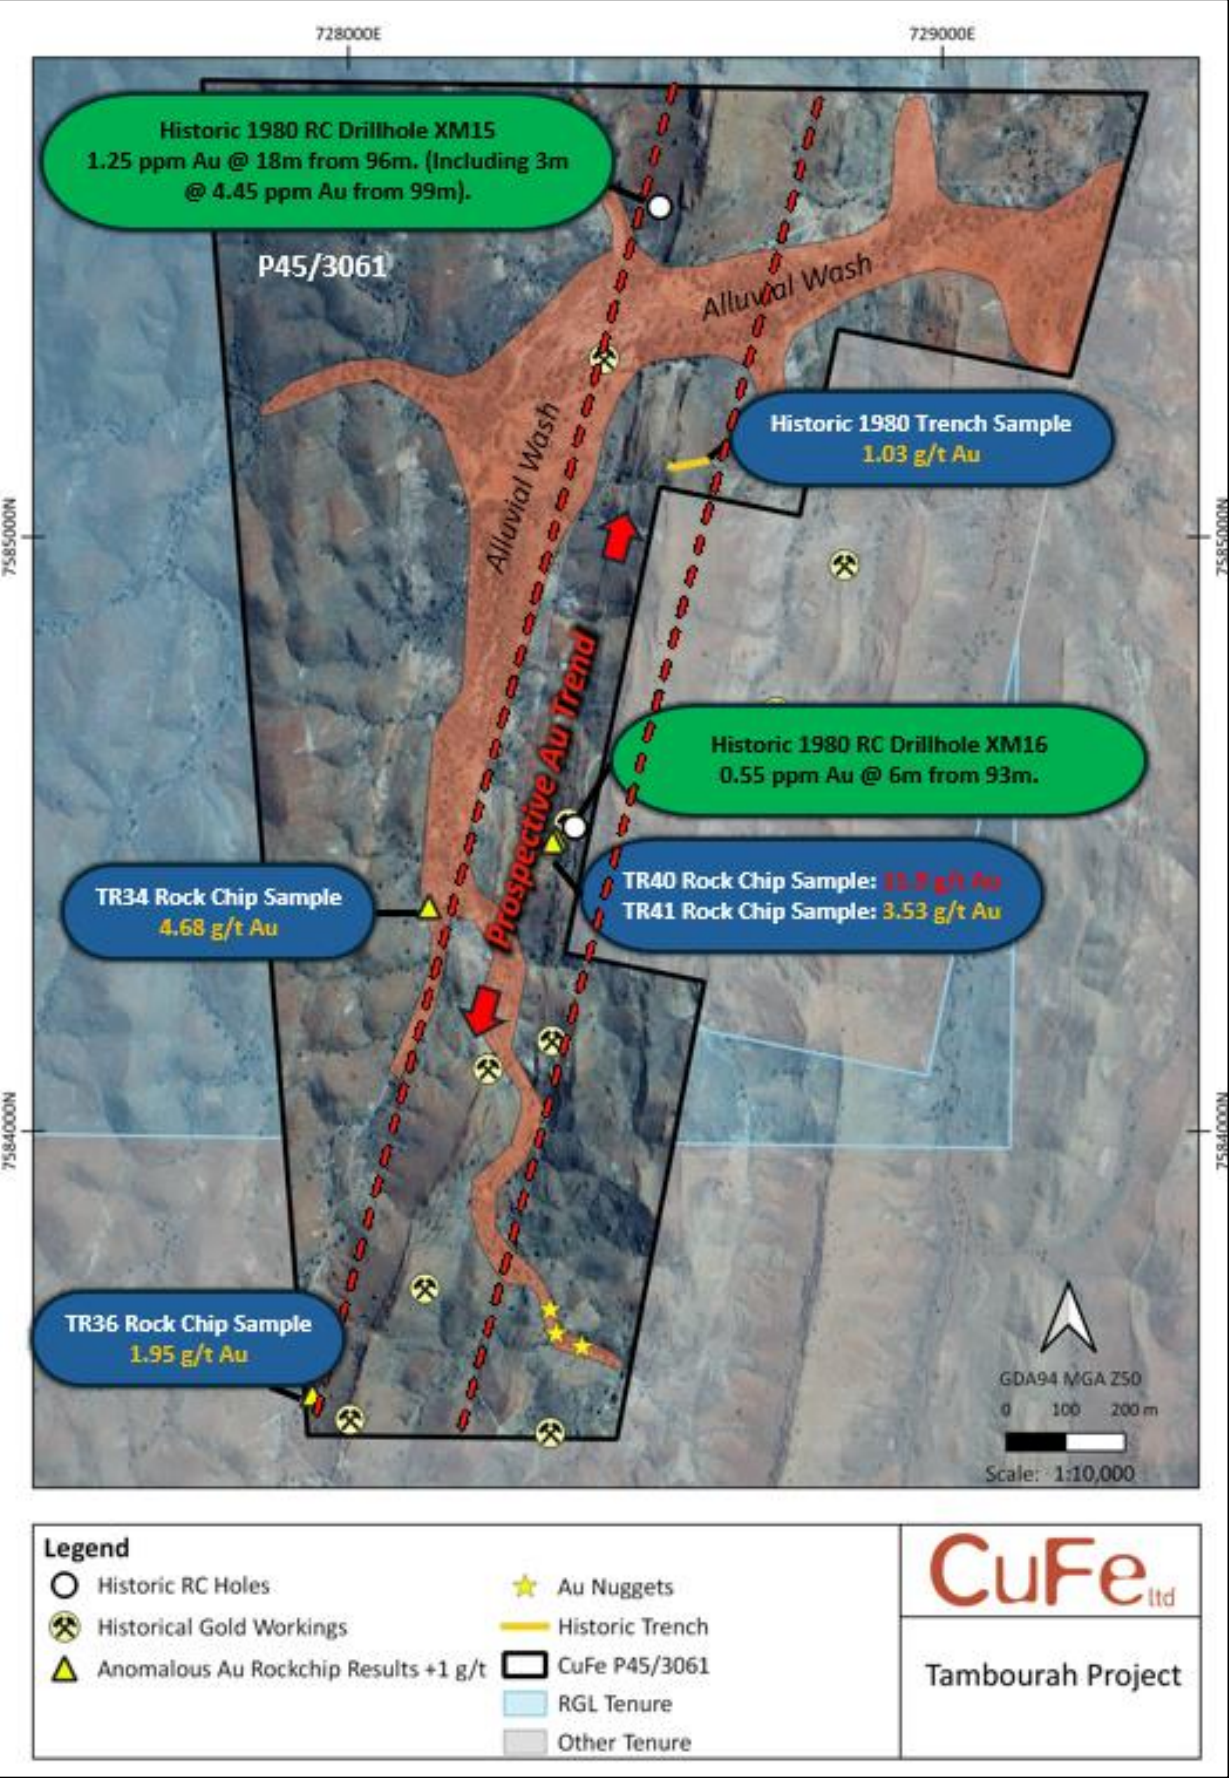 728000E
729000E
Historic 1980 RC Drillhole XM15
1.25 ppm Au @ 18m from 96m. (Including 3m
@ 4.45 ppm Au from 99m).
P45/3061
Alluvial Wash
Alluvial Wash
Historic 1980 Trench Sample
1.03 g/t Au
7585000N
7585000N
Prospective Au Trend
Historic 1980 RC Drillhole XM16
0.55 ppm Au @ 6m from 93m.
TR40 Rock Chip Sample: g/t Au
TR41 Rock Chip Sample: 3.53 g/t Au
TR34 Rock Chip Sample
4.68 g/t Au
7584000N
7584000N
TR36 Rock Chip Sample
1.95 g/t Au
GDA94 MGA Z50
0 100 200 m
Scale: 1:10,000
Legend
Historic RC Holes
Historical Gold Workings
Anomalous Au Rockchip Results +1 g/t
Au Nuggets
Historic Trench
CuFe P45/3061
RGL Tenure
Other Tenure
CuFe ltd
Tambourah Project